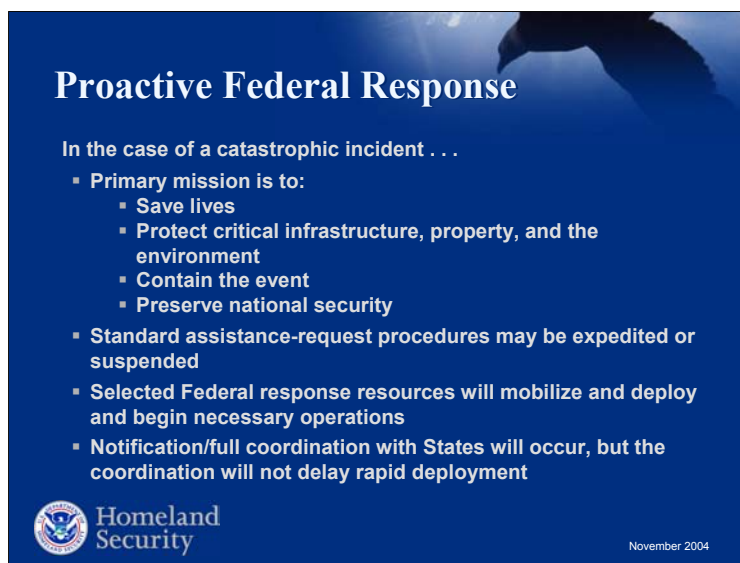 Proactive Federal Response
In the case of a catastrophic incident . . .
▪ Primary mission is to:
▪ Save lives
▪ Protect critical infrastructure, property, and the
environment
▪ Contain the event
▪ Preserve national security
▪ Standard assistance-request procedures may be expedited or
suspended
▪ Selected Federal response resources will mobilize and deploy
and begin necessary operations
▪ Notification/full coordination with States will occur, but the
coordination will not delay rapid deployment
Homeland
Security
November 2004